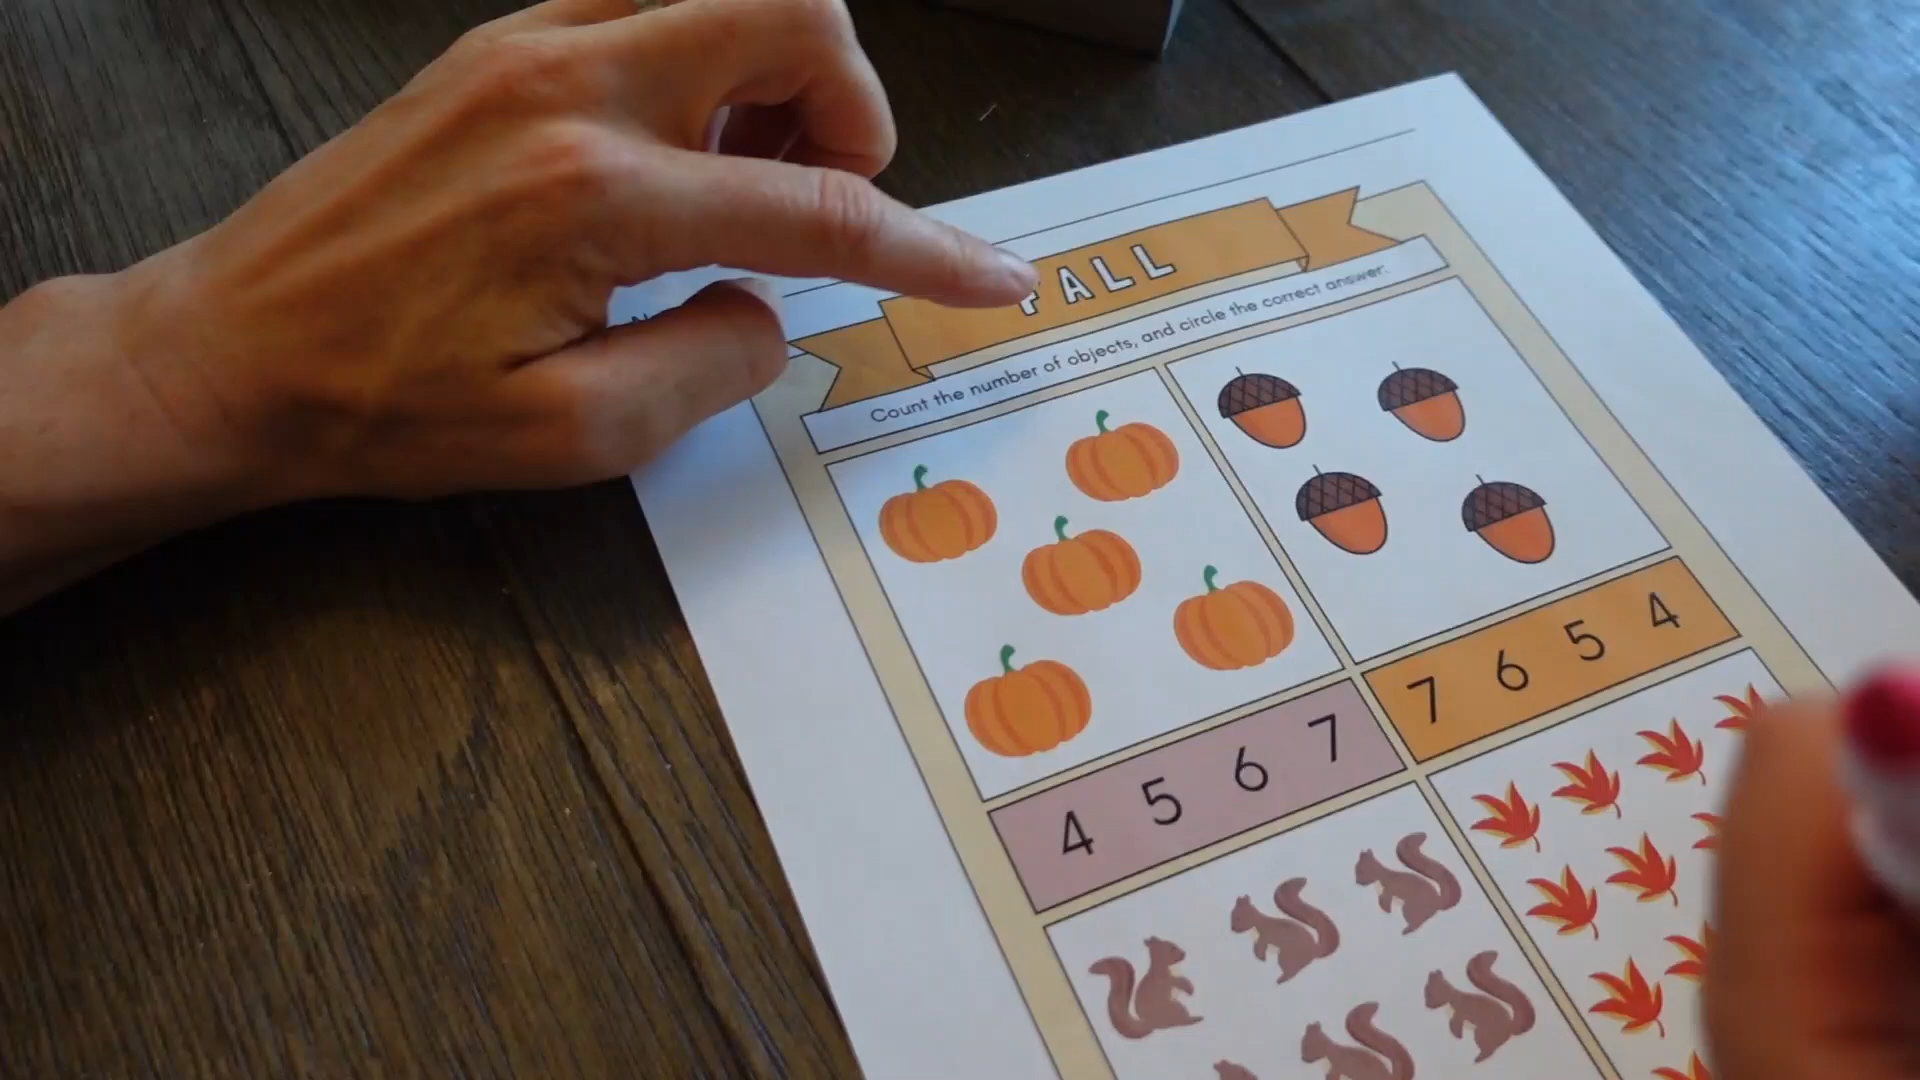 FALL
Count the number of objects, and circle the correct answer.
4 5 6 7
7 6 5 4